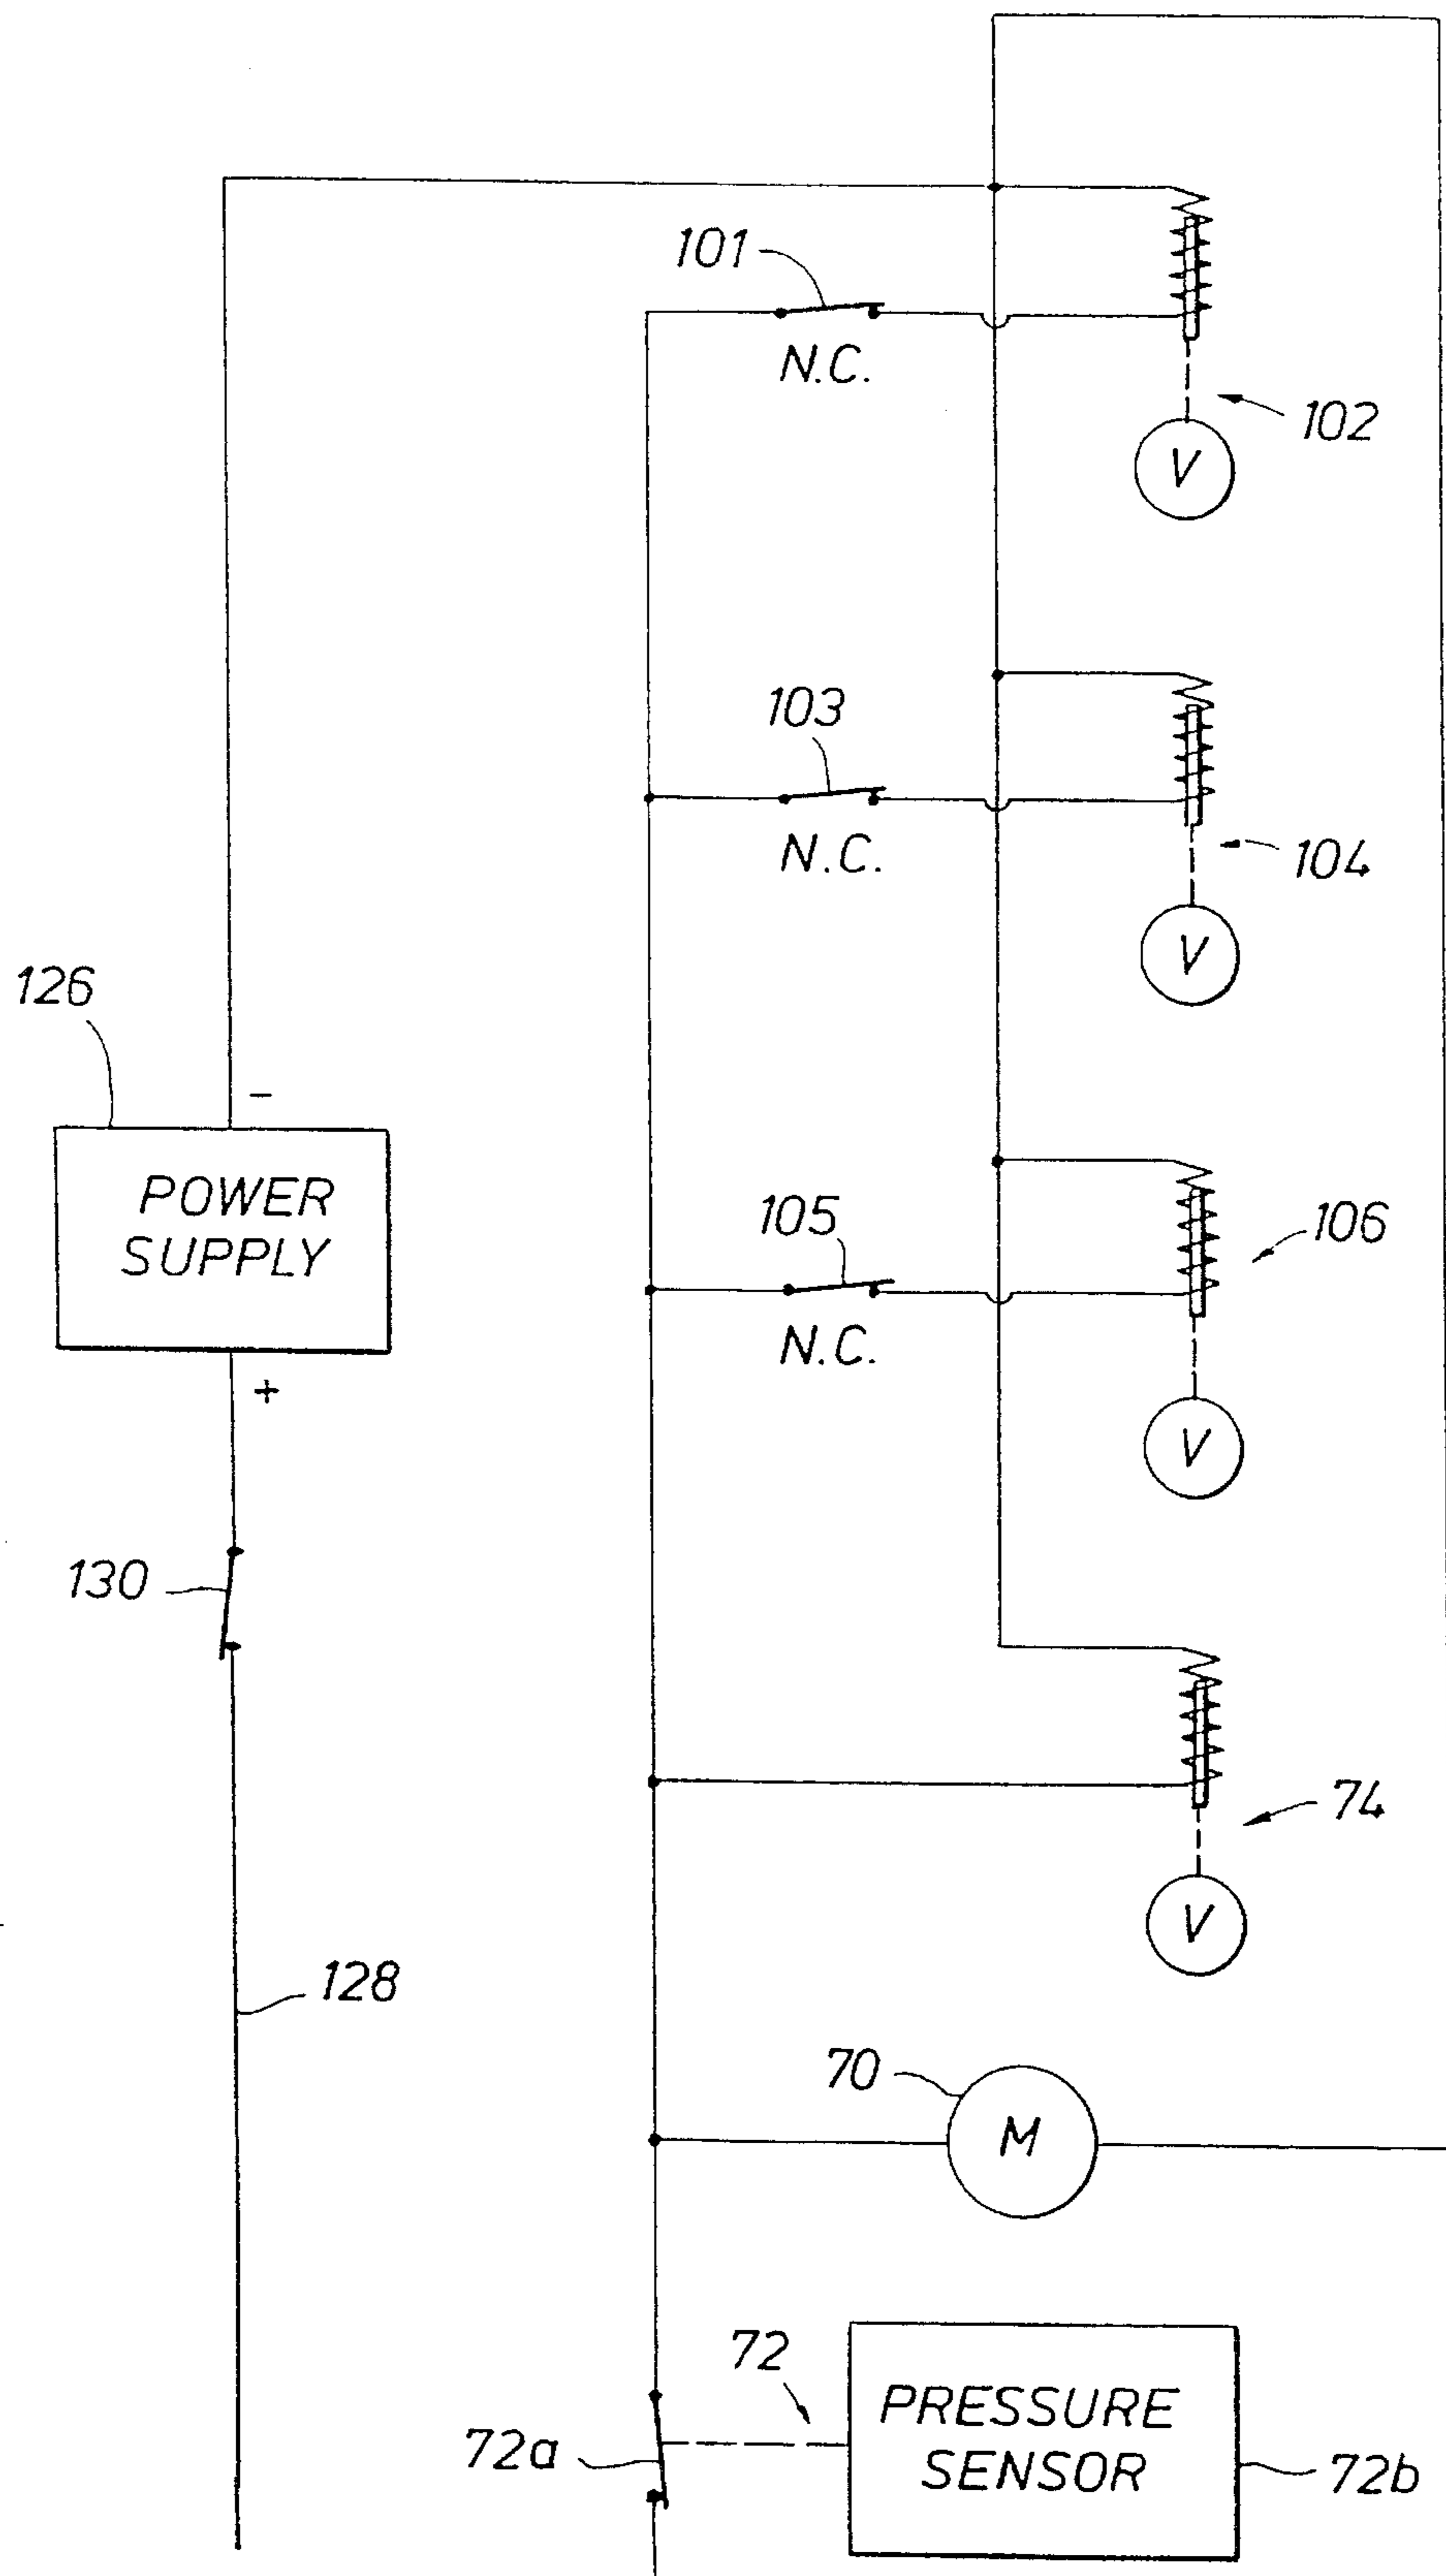 101
N.C.
102
V
103
N.C.
104
V
126
-
POWER
SUPPLY
+
105
N.C.
106
V
130
74
V
128
70
M
72
PRESSURE
SENSOR
72a
72b